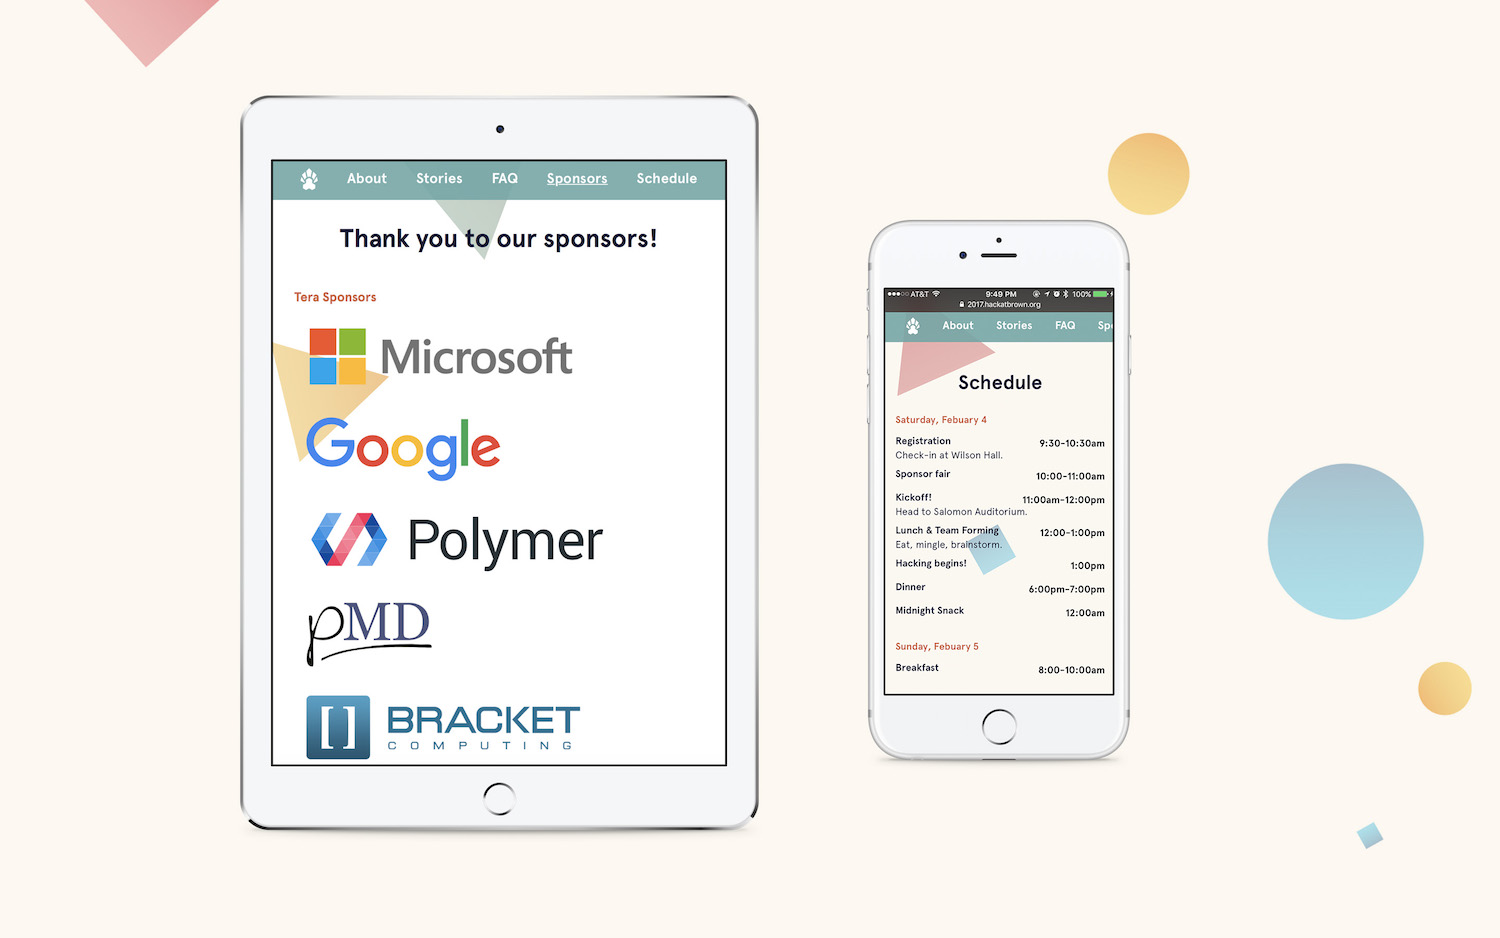 About Stories FAQ Sponsors Schedule
Thank you to our sponsors!
Tera Sponsors
Microsoft
Google
Polymer
pMD
[ ] BRACKET
COMPUTING
AT&T 9:49 PM 100%
2017.hackatbrown.org
About Stories FAQ Sp
Schedule
Saturday, Febuary 4
Registration 9:30-10:30am
Check-in at Wilson Hall.
Sponsor fair 10:00-11:00am
Kickoff! 11:00am-12:00pm
Head to Salomon Auditorium.
Lunch & Team Forming 12:00-1:00pm
Eat, mingle, brainstorm.
Hacking begins! 1:00pm
Dinner 6:00pm-7:00pm
Midnight Snack 12:00am
Sunday, Febuary 5
Breakfast 8:00-10:00am